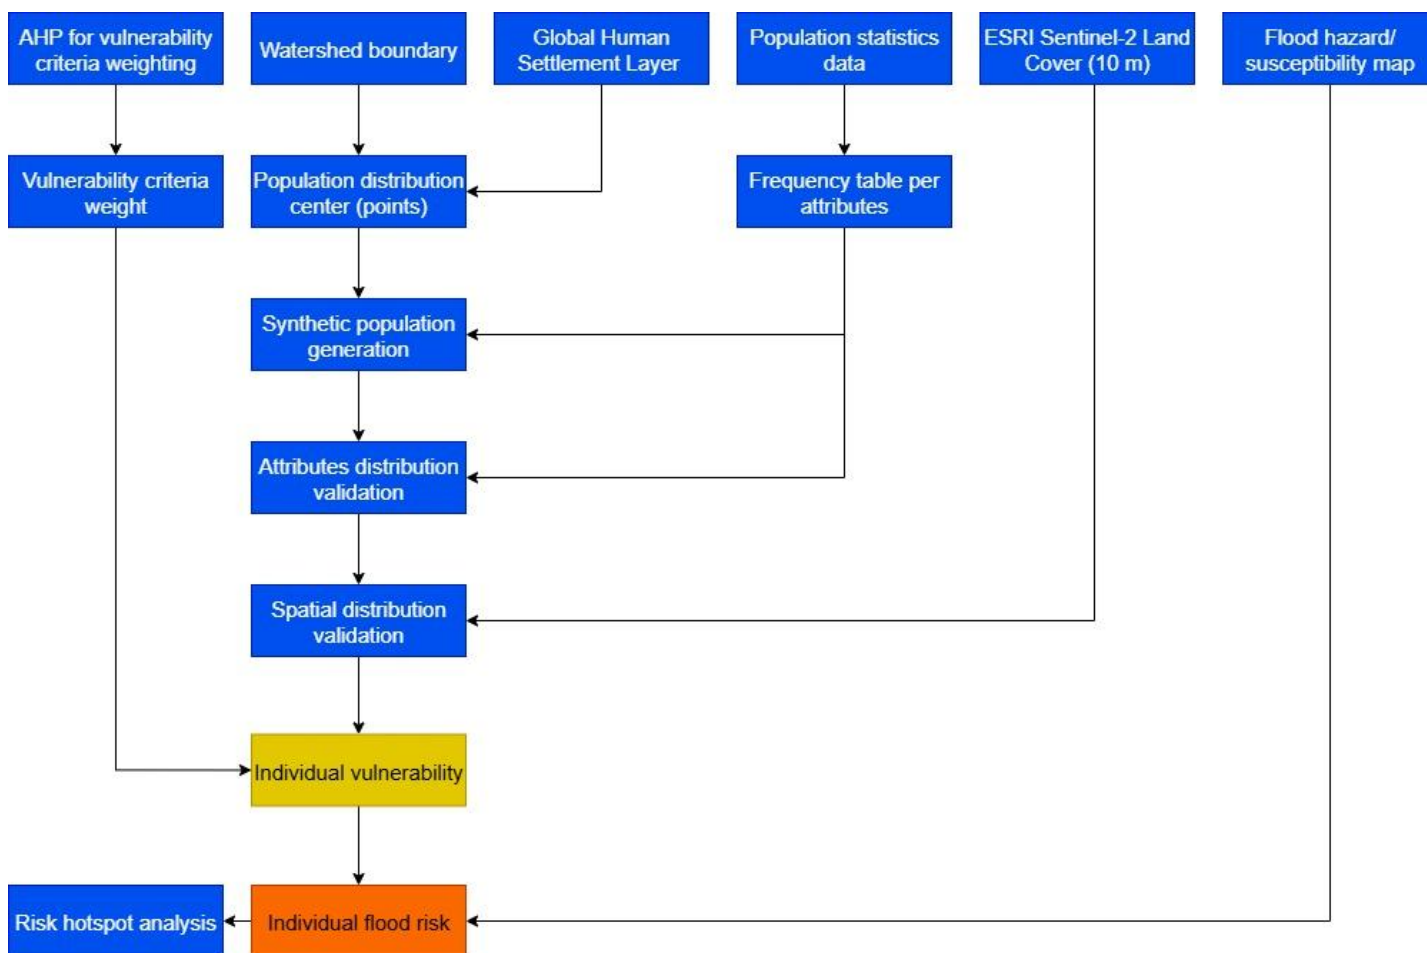 AHP for vulnerability
criteria weighting
Watershed boundary
Global Human
Settlement Layer
Population statistics
data
ESRI Sentinel-2 Land
Cover (10 m)
Flood hazard/
susceptibility map
Vulnerability criteria
weight
Population distribution
center (points)
Frequency table per
attributes
Synthetic population
generation
Attributes distribution
validation
Spatial distribution
validation
Individual vulnerability
Risk hotspot analysis
Individual flood risk